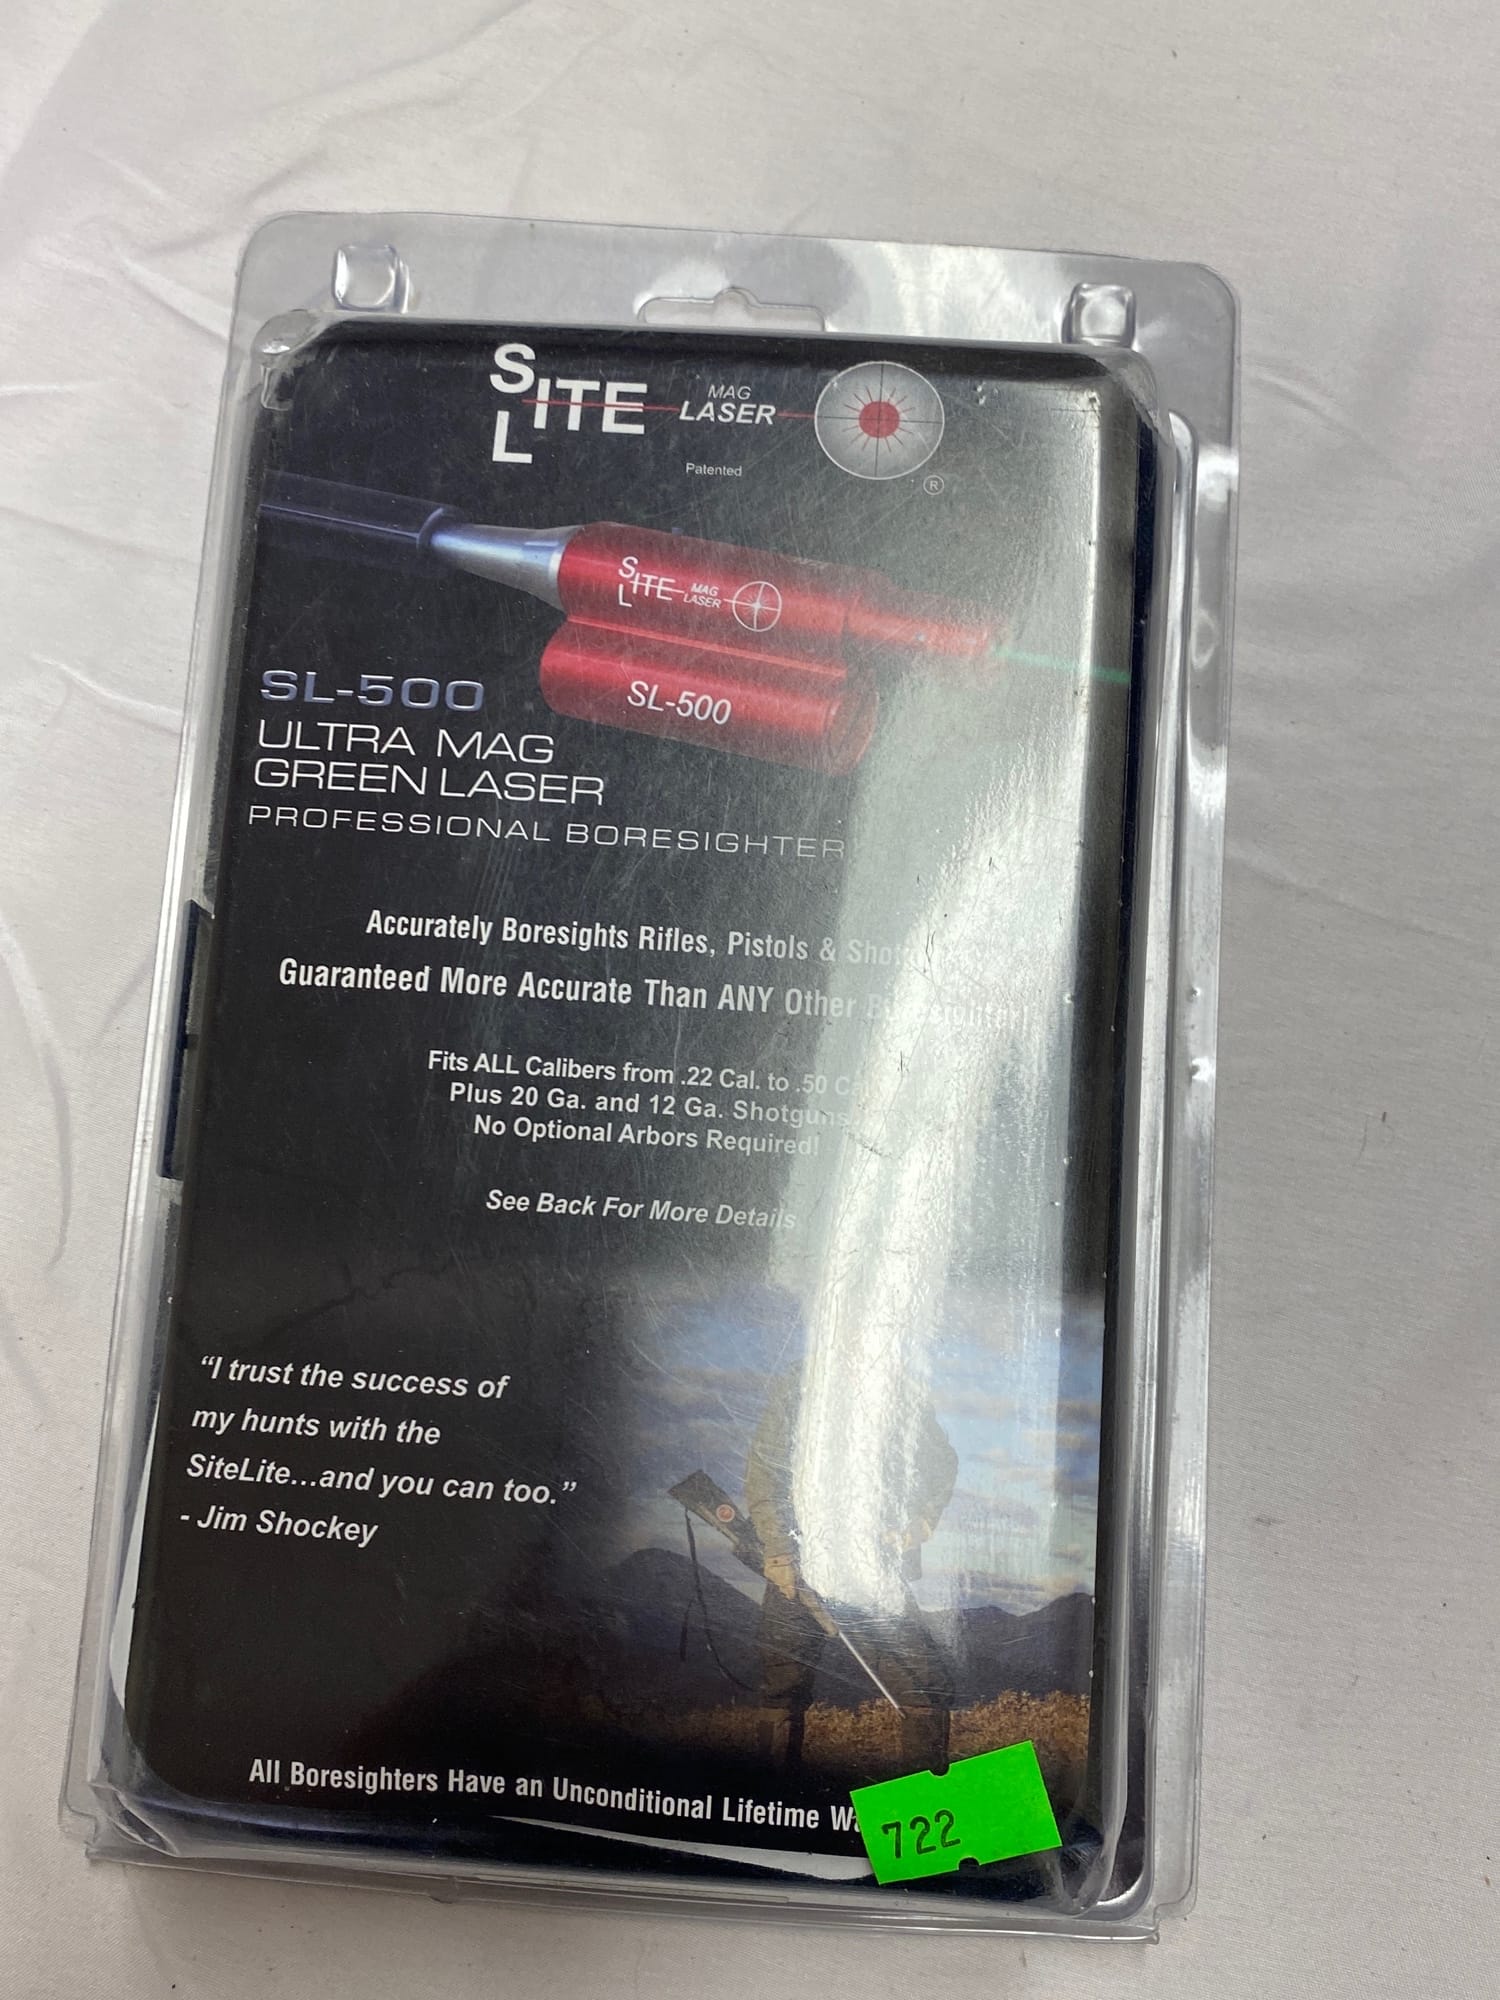 SITE LITE
MAG
LASER
Patented
®
SITE LITE MAG LASER
SL-500
SL-500
ULTRA MAG
GREEN LASER
PROFESSIONAL BORESIGHTER
Accurately Boresights Rifles, Pistols &
Guaranteed More Accurate Than ANY Other Boresighter!
Fits ALL Calibers from .22 Cal. to .50
Plus 20 Ga. and 12 Ga. Shotguns
No Optional Arbors Required!
See Back For More Details
“I trust the success of
my hunts with the
SiteLite...and you can too.”
- Jim Shockey
All Boresighters Have an Unconditional Lifetime
722